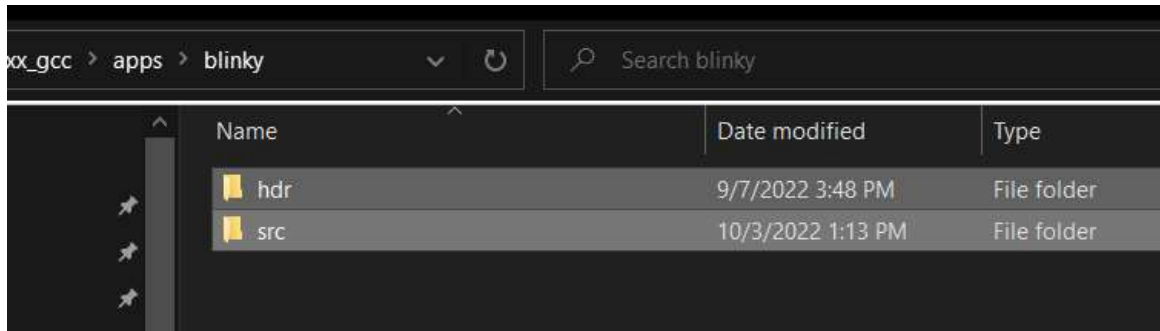 xx_gcc > apps > blinky Search blinky
Name Date modified Type
hdr 9/7/2022 3:48 PM File folder
src 10/3/2022 1:13 PM File folder